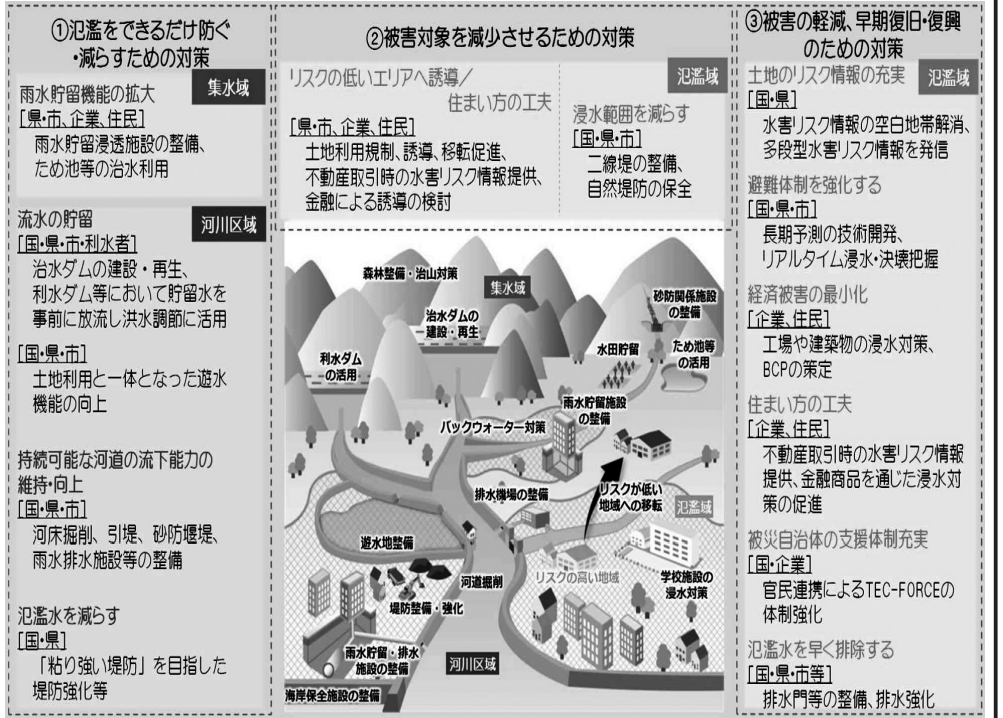 ①氾濫をできるだけ防ぐ
・減らすための対策
集水域
雨水貯留機能の拡大
[県・市、企業、住民]
雨水貯留浸透施設の整備、
ため池等の治水利用
河川区域
流水の貯留
[国・県・市・利水者]
治水ダムの建設・再生、
利水ダム等において貯留水を
事前に放流し洪水調節に活用
[国・県・市]
土地利用と一体となった遊水
機能の向上
持続可能な河道の流下能力の
維持・向上
[国・県・市]
河床掘削、引堤、砂防堰堤、
雨水排水施設等の整備
氾濫水を減らす
[国・県]
「粘り強い堤防」を目指した
堤防強化等
②被害対象を減少させるための対策
リスクの低いエリアへ誘導／
住まい方の工夫
[県・市、企業、住民]
土地利用規制、誘導、移転促進、
不動産取引時の水害リスク情報提供、
金融による誘導の検討
氾濫域
浸水範囲を減らす
[国・県・市]
二線堤の整備、
自然堤防の保全
森林整備・治山対策
集水域
砂防関係施設
の整備
治水ダムの
建設・再生
水田貯留
ため池等
の活用
利水ダム
の活用
雨水貯留施設
の整備
バックウォーター対策
排水機場の整備
リスクが低い
地域への移転
氾濫域
遊水地整備
河道掘削
リスクの高い地域
学校施設の
浸水対策
堤防整備・強化
雨水貯留・排水
施設の整備
河川区域
海岸保全施設の整備
③被害の軽減、早期復旧・復興
のための対策
氾濫域
土地のリスク情報の充実
[国・県]
水害リスク情報の空白地帯解消、
多段型水害リスク情報を発信
避難体制を強化する
[国・県・市]
長期予測の技術開発、
リアルタイム浸水・決壊把握
経済被害の最小化
[企業、住民]
工場や建築物の浸水対策、
BCPの策定
住まい方の工夫
[企業、住民]
不動産取引時の水害リスク情報
提供、金融商品を通じた浸水対
策の促進
被災自治体の支援体制充実
[国・企業]
官民連携によるTEC-FORCEの
体制強化
氾濫水を早く排除する
[国・県・市等]
排水門等の整備、排水強化